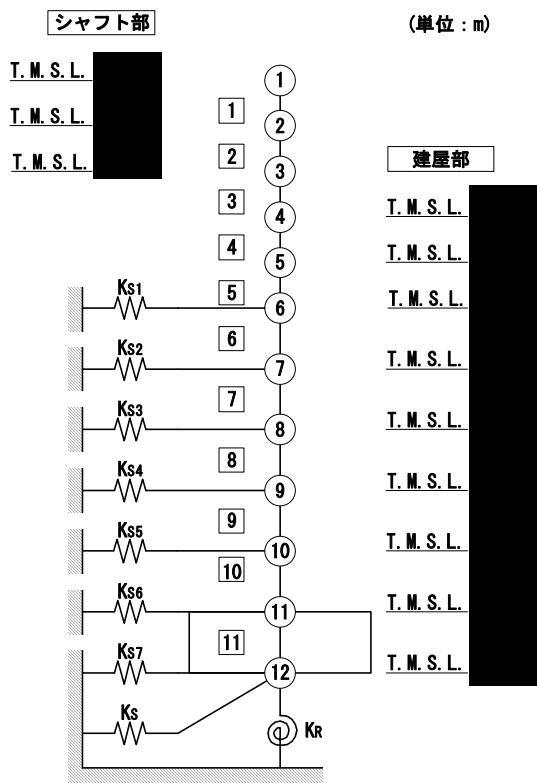 シャフト部
(単位：m)
T. M. S. L.
T. M. S. L.
T. M. S. L.
1
1
2
2
3
建屋部
3
4
T. M. S. L.
4
5
T. M. S. L.
KS1
5
6
T. M. S. L.
6
KS2
7
T. M. S. L.
7
KS3
8
T. M. S. L.
8
KS4
9
T. M. S. L.
9
KS5
10
T. M. S. L.
10
KS6
11
T. M. S. L.
11
KS7
12
T. M. S. L.
KS
KR